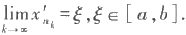 lim_{k→∞} x'_{n_k} = ξ, ξ∈[a, b].